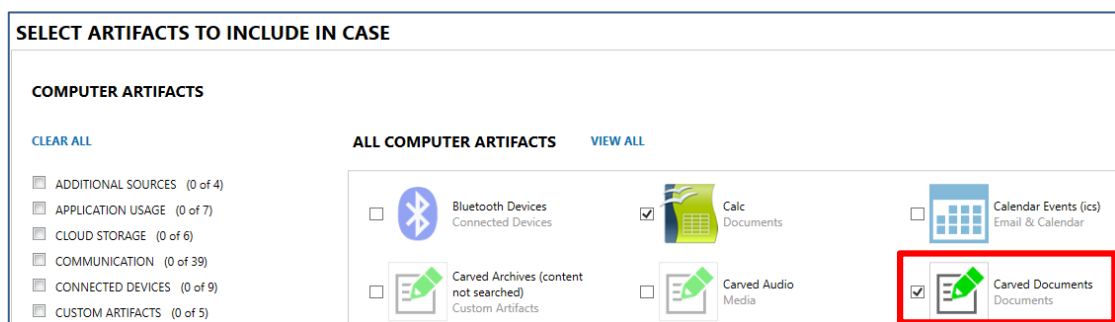 SELECT ARTIFACTS TO INCLUDE IN CASE
COMPUTER ARTIFACTS
CLEAR ALL
ADDITIONAL SOURCES (0 of 4)
APPLICATION USAGE (0 of 7)
CLOUD STORAGE (0 of 6)
COMMUNICATION (0 of 39)
CONNECTED DEVICES (0 of 9)
CUSTOM ARTIFACTS (0 of 5)
ALL COMPUTER ARTIFACTS VIEW ALL
Bluetooth Devices
Connected Devices
Calc
Documents
Calendar Events (ics)
Email & Calendar
Carved Archives (content
not searched)
Custom Artifacts
Carved Audio
Media
Carved Documents
Documents